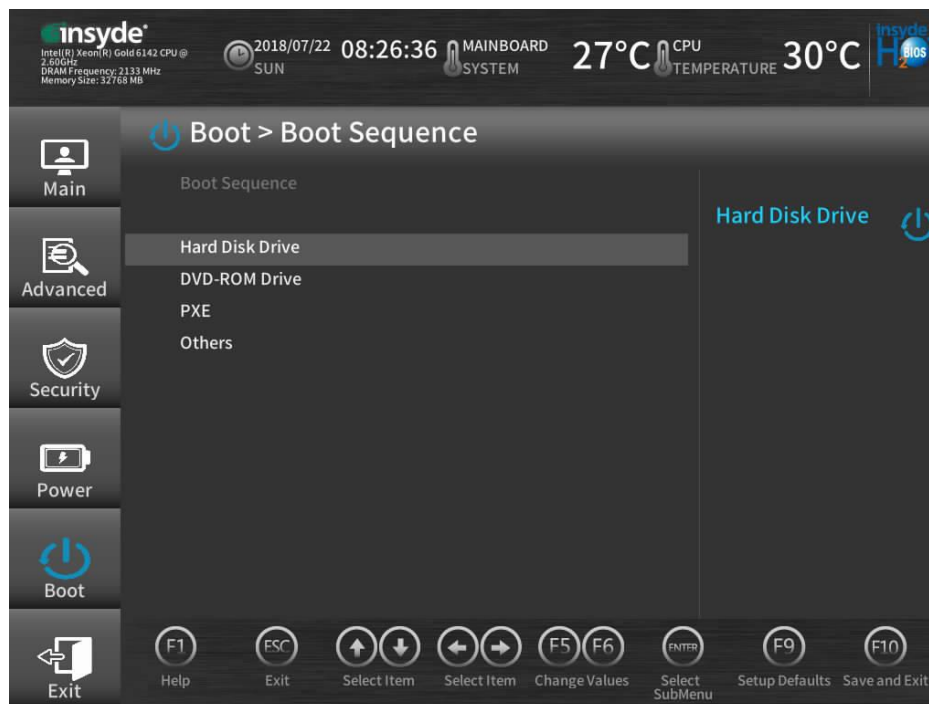 insyde
Intel(R) Xeon(R) Gold 6142 CPU @
2.60GHz
DRAM Frequency: 2133 MHz
Memory Size: 32768 MB
2018/07/22
SUN
08:26:36
MAINBOARD
SYSTEM
27°C
CPU
TEMPERATURE
30°C
insyde
H2
BIOS
Main
Advanced
Security
Power
Boot
Exit
Boot > Boot Sequence
Boot Sequence
Hard Disk Drive
DVD-ROM Drive
PXE
Others
Hard Disk Drive
F1
Help
ESC
Exit
Select Item
Select Item
F5 F6
Change Values
ENTER
Select
SubMenu
F9
Setup Defaults
F10
Save and Exit